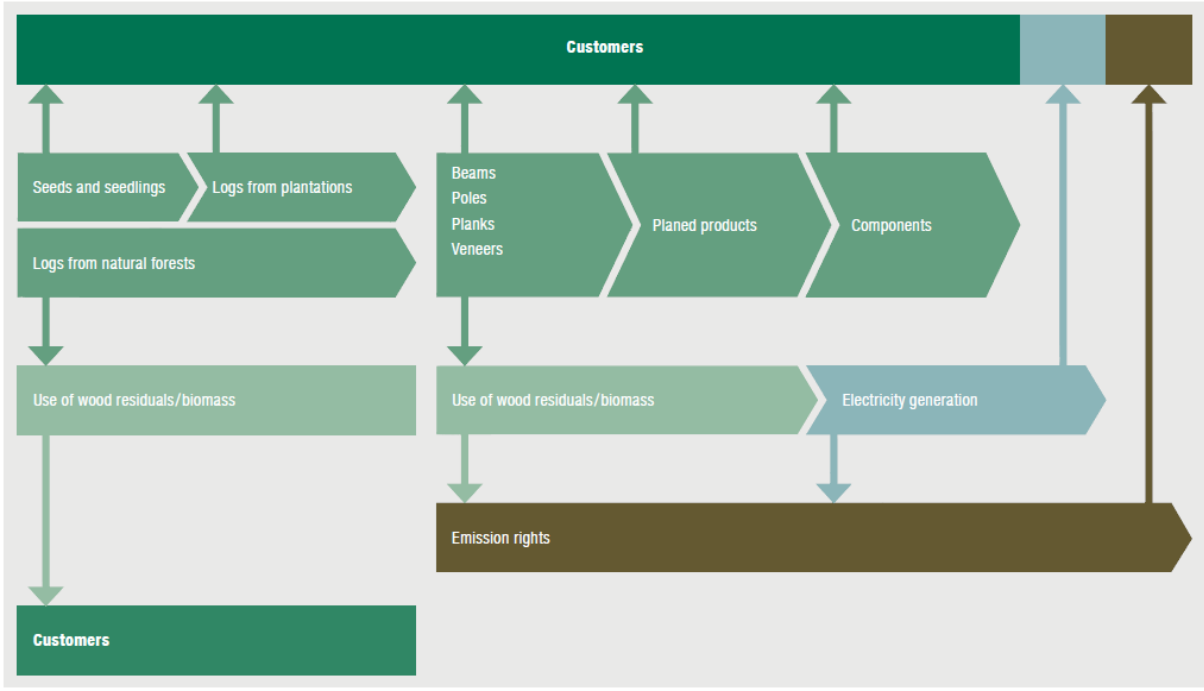 Customers
Seeds and seedlings
Logs from plantations
Logs from natural forests
Beams
Poles
Planks
Veneers
Planed products
Components
Use of wood residuals/biomass
Use of wood residuals/biomass
Electricity generation
Emission rights
Customers